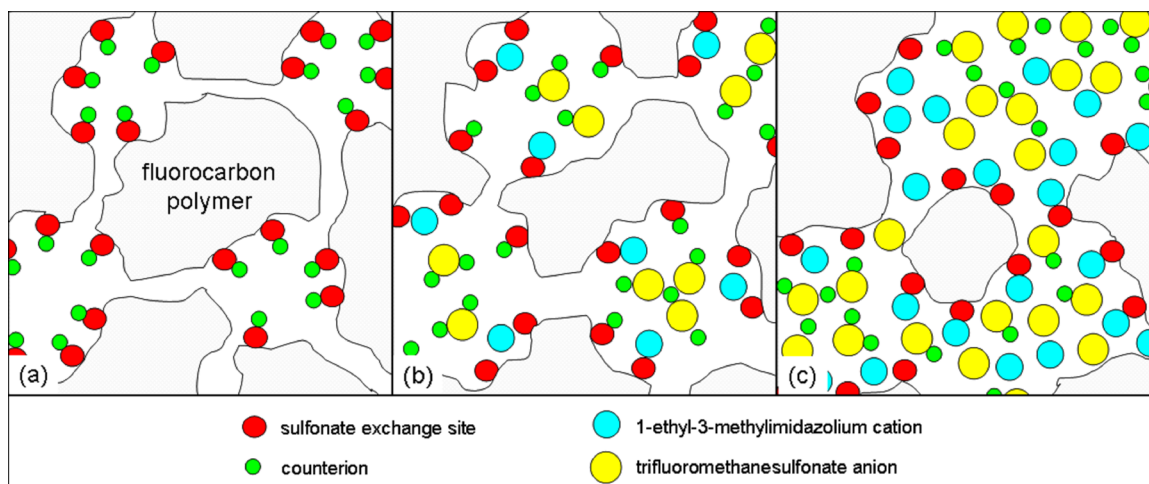 fluorocarbon
polymer
(a)
(b)
(c)
sulfonate exchange site
1-ethyl-3-methylimidazolium cation
counterion
trifluoromethanesulfonate anion